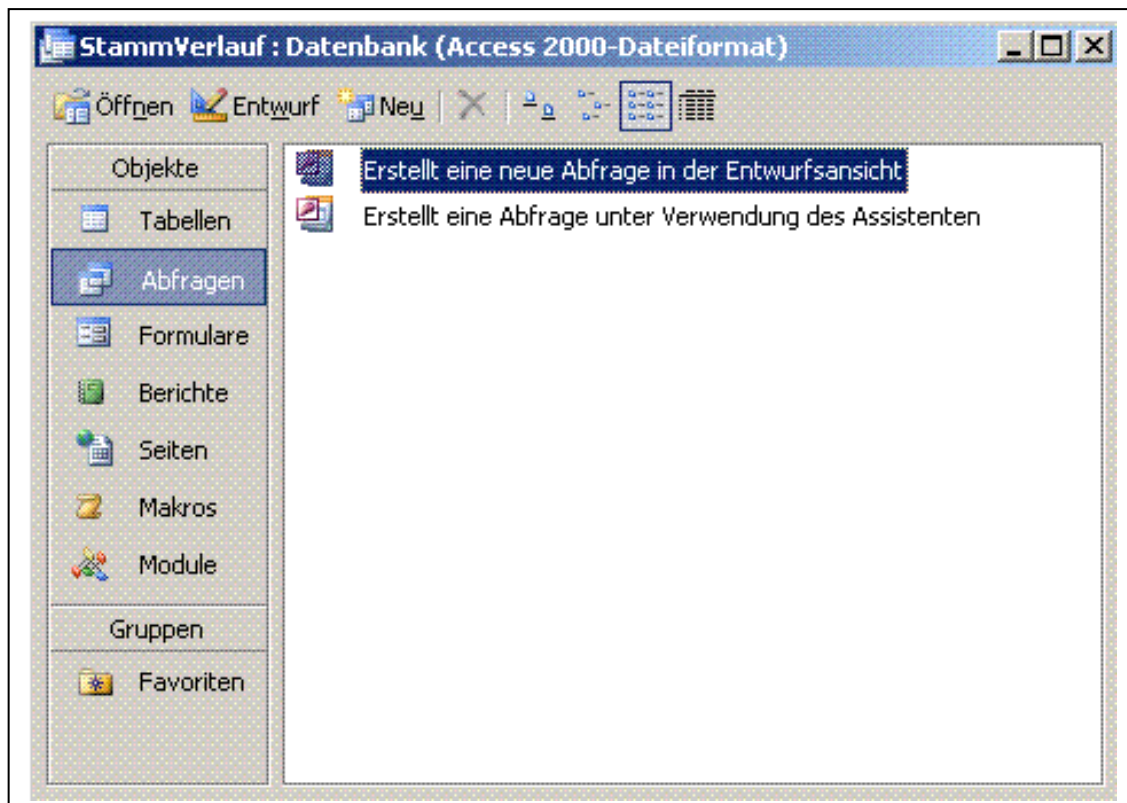 StammVerlauf : Datenbank (Access 2000-Dateiformat)
Öffnen Entwurf Neu
Objekte
Tabellen
Abfragen
Formulare
Berichte
Seiten
Makros
Module
Gruppen
Favoriten
Erstellt eine neue Abfrage in der Entwurfsansicht
Erstellt eine Abfrage unter Verwendung des Assistenten